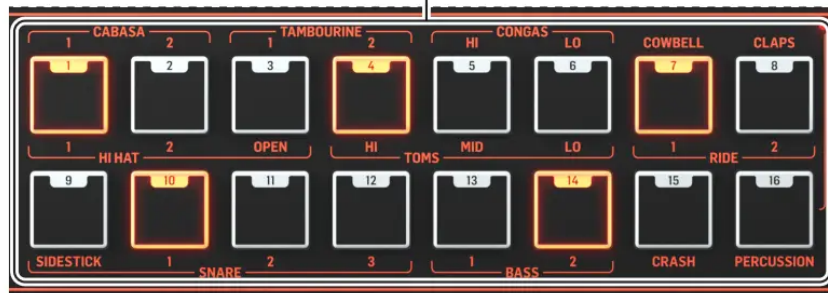 CABASA TAMBOURINE CONGAS
1 2 1 2 HI LO COWBELL CLAPS
1 2 3 4 5 6 7 8
1 2 OPEN HI MID LO 1 2
HI HAT TOMS RIDE
9 10 11 12 13 14 15 16
SIDESTICK 1 2 3 1 2 CRASH PERCUSSION
SNARE BASS